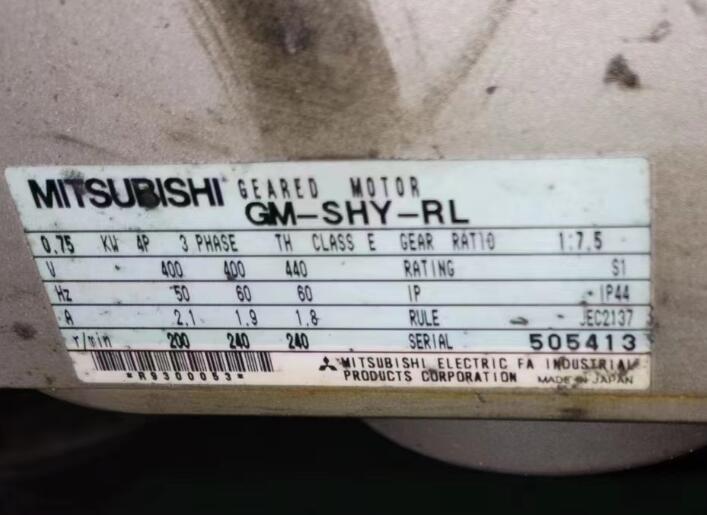 MITSUBISHI GEARED MOTOR
GM-SHY-RL
0.75 KW 4P 3 PHASE TH CLASS E GEAR RATIO 1:7.5
V 400 400 440 RATING S1
Hz 50 60 60 IP IP44
A 2.1 1.9 1.8 RULE JEC2137
r/min 200 240 240 SERIAL 505413
*R9300063*
MITSUBISHI ELECTRIC FA INDUSTRIAL
PRODUCTS CORPORATION MADE IN JAPAN